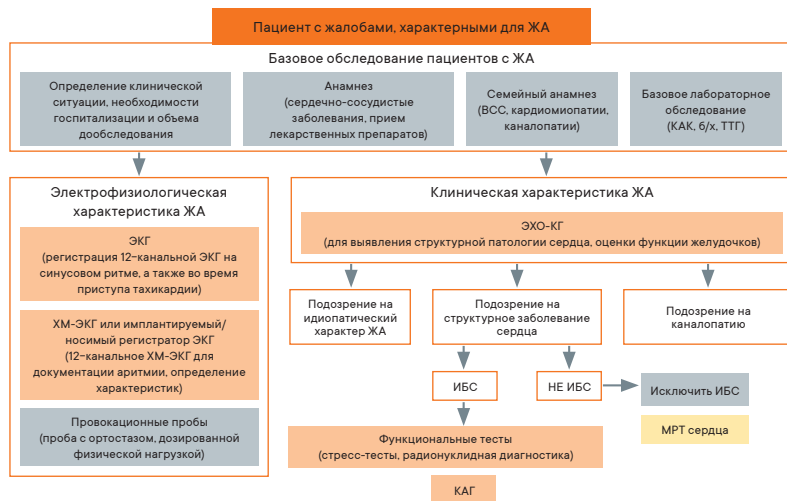 Пациент с жалобами, характерными для ЖА
Базовое обследование пациентов с ЖА
Определение клинической
ситуации, необходимости
госпитализации и объема
дообследования
Анамнез
(сердечно-сосудистые
заболевания, прием
лекарственных препаратов)
Семейный анамнез
(ВСС, кардиомиопатии,
каналопатии)
Базовое лабораторное
обследование
(КАК, б/х, ТТГ)
Электрофизиологическая
характеристика ЖА
ЭКГ
(регистрация 12-канальной ЭКГ на
синусовом ритме, а также во время
приступа тахикардии)
ХМ-ЭКГ или имплантируемый/
носимый регистратор ЭКГ
(12-канальное ХМ-ЭКГ для
документации аритмии, определение
характеристик)
Провокационные пробы
(проба с ортостазом, дозированной
физической нагрузкой)
Клиническая характеристика ЖА
ЭХО-КГ
(для выявления структурной патологии сердца, оценки функции желудочков)
Подозрение на
идиопатический
характер ЖА
Подозрение на
структурное заболевание
сердца
Подозрение на
каналопатию
ИБС
НЕ ИБС
Исключить ИБС
МРТ сердца
Функциональные тесты
(стресс-тесты, радионуклидная диагностика)
КАГ